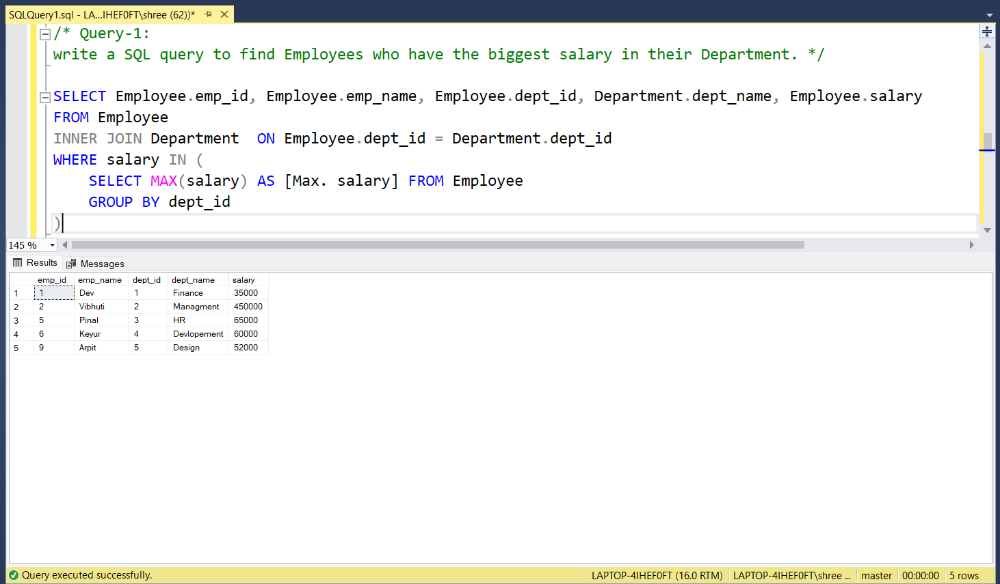 SQLQuery1.sql - LA...IHEF0FT\shree (62))*
/* Query-1:
write a SQL query to find Employees who have the biggest salary in their Department. */
SELECT Employee.emp_id, Employee.emp_name, Employee.dept_id, Department.dept_name, Employee.salary
FROM Employee
INNER JOIN Department  ON Employee.dept_id = Department.dept_id
WHERE salary IN (
    SELECT MAX(salary) AS [Max. salary] FROM Employee
    GROUP BY dept_id
)
145 %
Results Messages
emp_id emp_name dept_id dept_name salary
1 1 Dev 1 Finance 35000
2 2 Vibhuti 2 Managment 450000
3 5 Pinal 3 HR 65000
4 6 Keyur 4 Devlopement 60000
5 9 Arpit 5 Design 52000
Query executed successfully. LAPTOP-4IHEF0FT (16.0 RTM) LAPTOP-4IHEF0FT\shree ... master 00:00:00 5 rows